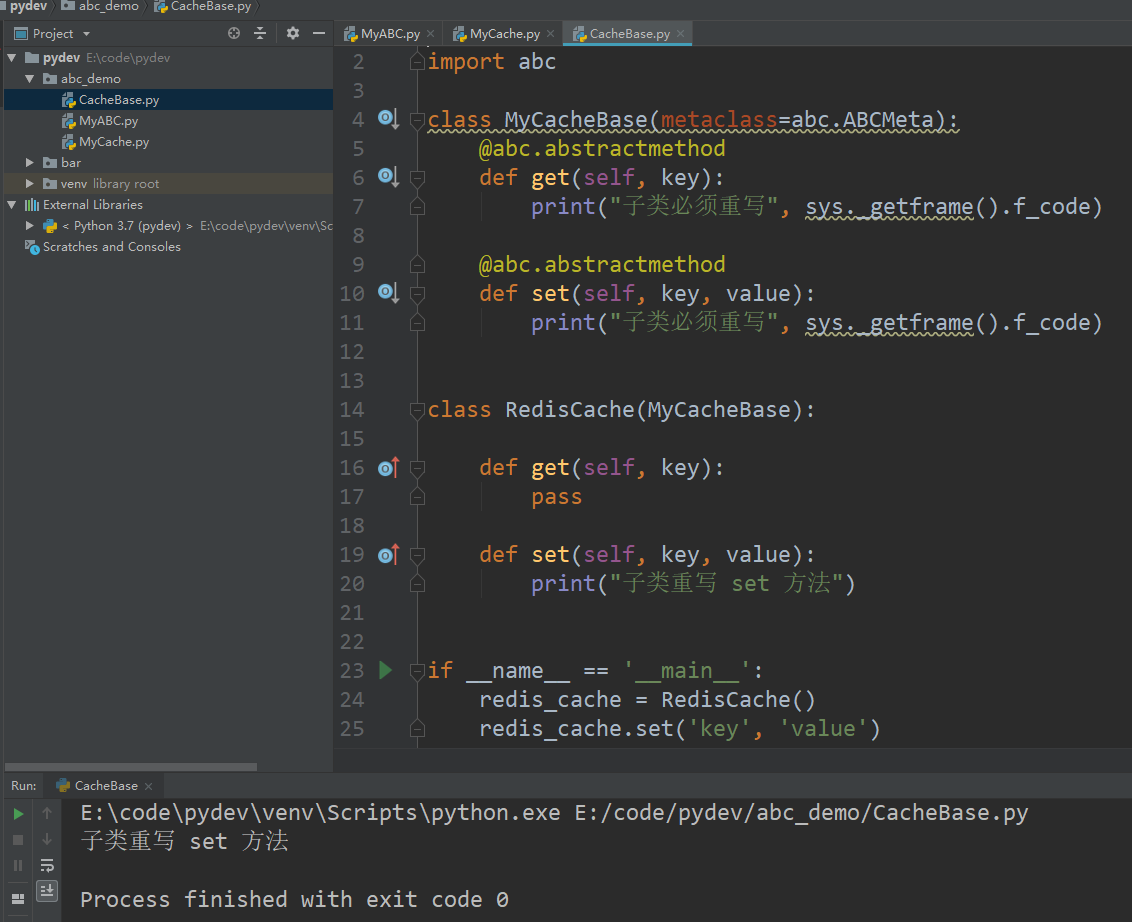 pydev abc_demo CacheBase.py
Project
MyABC.py MyCache.py CacheBase.py
pydev E:\code\pydev
abc_demo
CacheBase.py
MyABC.py
MyCache.py
bar
venv library root
External Libraries
< Python 3.7 (pydev) > E:\code\pydev\venv\Sc
Scratches and Consoles
2 import abc
3
4 class MyCacheBase(metaclass=abc.ABCMeta):
5 @abc.abstractmethod
6 def get(self, key):
7 print("子类必须重写", sys._getframe().f_code)
8
9 @abc.abstractmethod
10 def set(self, key, value):
11 print("子类必须重写", sys._getframe().f_code)
12
13
14 class RedisCache(MyCacheBase):
15
16 def get(self, key):
17 pass
18
19 def set(self, key, value):
20 print("子类重写 set 方法")
21
22
23 if __name__ == '__main__':
24 redis_cache = RedisCache()
25 redis_cache.set('key', 'value')
Run: CacheBase
E:\code\pydev\venv\Scripts\python.exe E:/code/pydev/abc_demo/CacheBase.py
子类重写 set 方法
Process finished with exit code 0